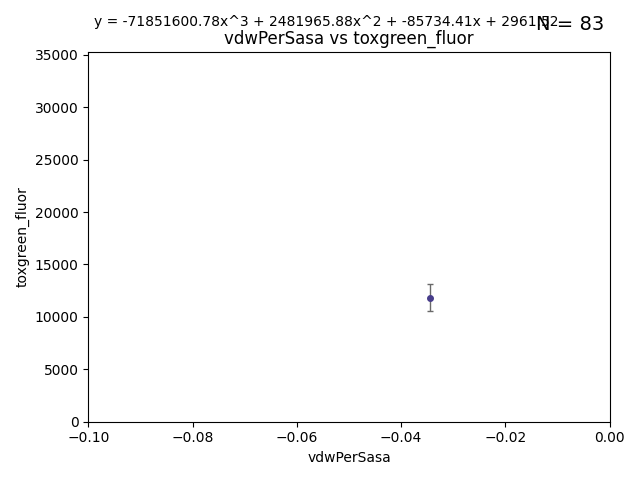 y = -71851600.78x^3 + 2481965.88x^2 + -85734.41x + 2961.52
N = 83
vdwPerSasa vs toxgreen_fluor
35000
30000
25000
20000
15000
10000
5000
0
toxgreen_fluor
−0.10 −0.08 −0.06 −0.04 −0.02 0.00
vdwPerSasa